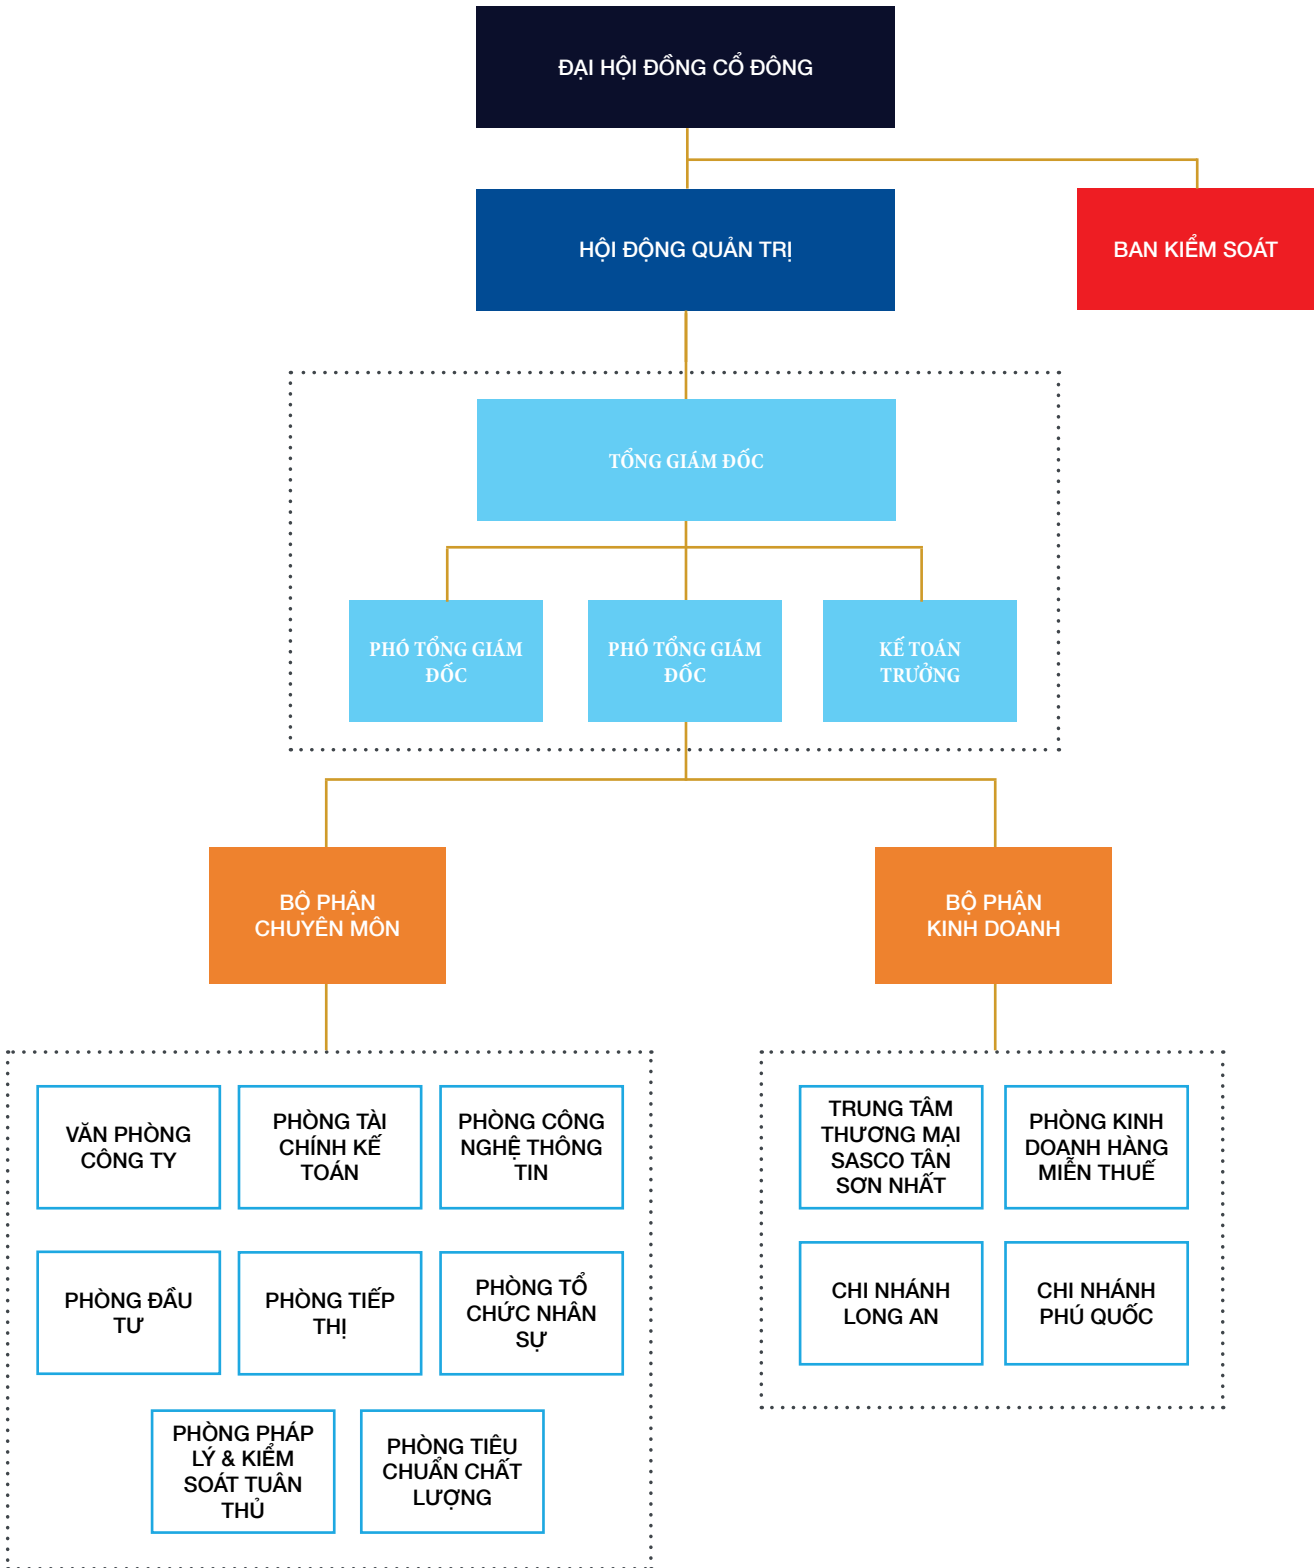 ĐẠI HỘI ĐỒNG CỔ ĐÔNG
HỘI ĐỘNG QUẢN TRỊ
BAN KIỂM SOÁT
TỔNG GIÁM ĐỐC
PHÓ TỔNG GIÁM
ĐỐC
PHÓ TỔNG GIÁM
ĐỐC
KẾ TOÁN
TRƯỞNG
BỘ PHẬN
CHUYÊN MÔN
BỘ PHẬN
KINH DOANH
VĂN PHÒNG
CÔNG TY
PHÒNG TÀI
CHÍNH KẾ
TOÁN
PHÒNG CÔNG
NGHỆ THÔNG
TIN
TRUNG TÂM
THƯƠNG MẠI
SASCO TÂN
SƠN NHẤT
PHÒNG KINH
DOANH HÀNG
MIỄN THUẾ
PHÒNG ĐẦU
TƯ
PHÒNG TIẾP
THỊ
PHÒNG TỔ
CHỨC NHÂN
SỰ
CHI NHÁNH
LONG AN
CHI NHÁNH
PHÚ QUỐC
PHÒNG PHÁP
LÝ & KIỂM
SOÁT TUÂN
THỦ
PHÒNG TIÊU
CHUẨN CHẤT
LƯỢNG